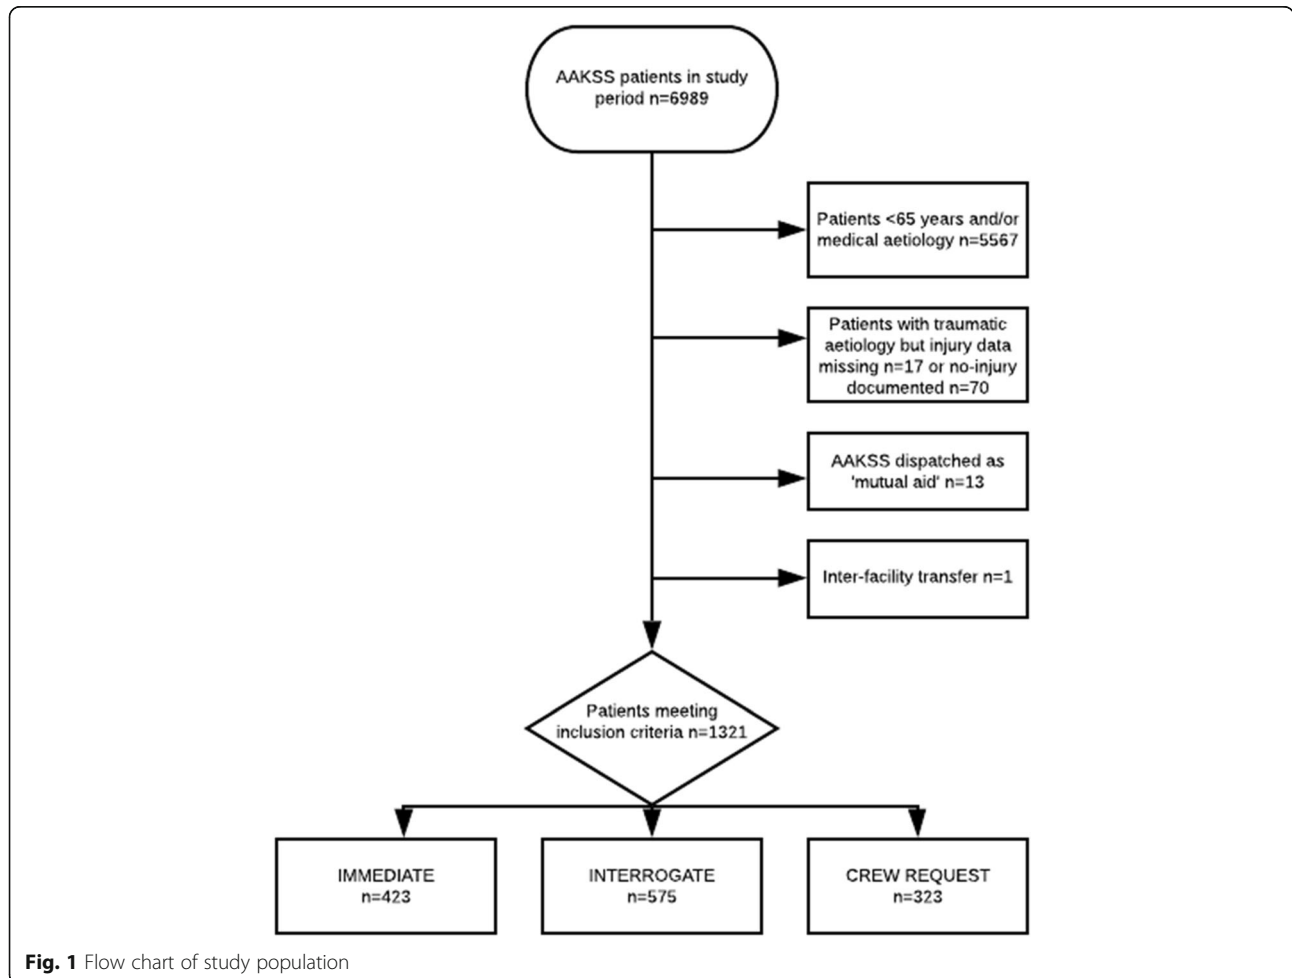 AAKSS patients in study
period n=6989
Patients <65 years and/or
medical aetiology n=5567
Patients with traumatic
aetiology but injury data
missing n=17 or no-injury
documented n=70
AAKSS dispatched as
'mutual aid' n=13
Inter-facility transfer n=1
Patients meeting
inclusion criteria n=1321
IMMEDIATE
n=423
INTERROGATE
n=575
CREW REQUEST
n=323
Fig. 1 Flow chart of study population